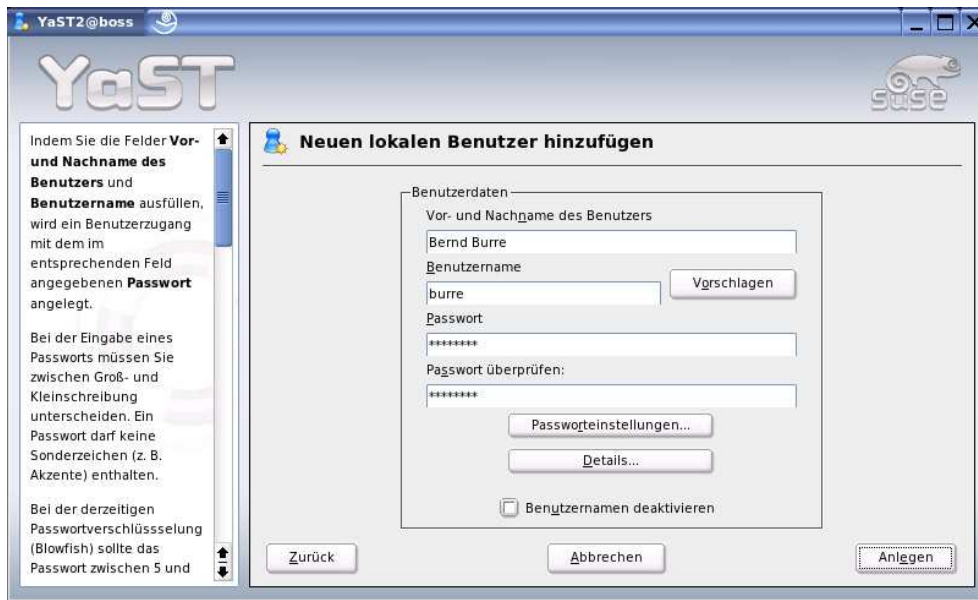 YaST2@boss
YaST
suse
Indem Sie die Felder Vor-
und Nachname des
Benutzers und
Benutzername ausfüllen,
wird ein Benutzerzugang
mit dem im
entsprechenden Feld
angegebenen Passwort
angelegt.
Bei der Eingabe eines
Passworts müssen Sie
zwischen Groß- und
Kleinschreibung
unterscheiden. Ein
Passwort darf keine
Sonderzeichen (z. B.
Akzente) enthalten.
Bei der derzeitigen
Passwortverschlüssselung
(Blowfish) sollte das
Passwort zwischen 5 und
Neuen lokalen Benutzer hinzufügen
Benutzerdaten
Vor- und Nachname des Benutzers
Bernd Burre
Benutzername
burre
Vorschlagen
Passwort
********
Passwort überprüfen:
********
Passworteinstellungen...
Details...
Benutzernamen deaktivieren
Zurück
Abbrechen
Anlegen